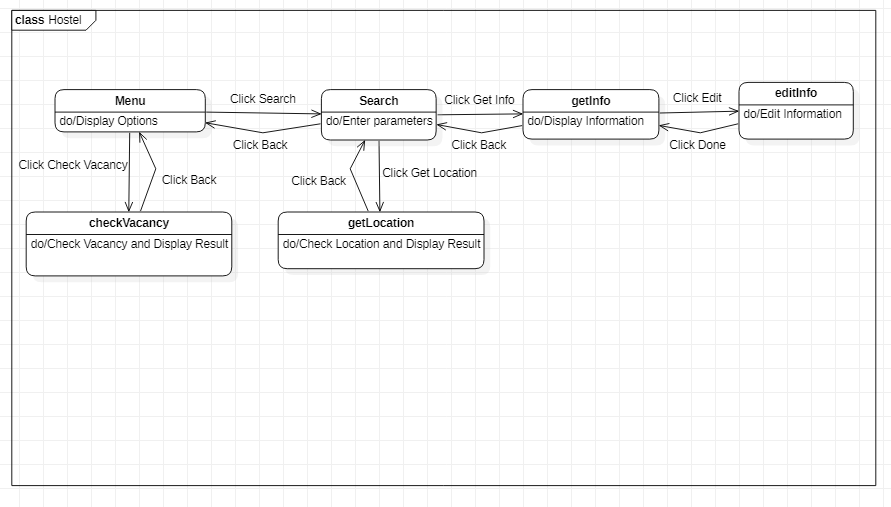 class Hostel
Menu
do/Display Options
Click Search
Click Back
Search
do/Enter parameters
Click Get Info
Click Back
getInfo
do/Display Information
Click Edit
Click Done
editInfo
do/Edit Information
Click Check Vacancy
Click Back
Click Back
Click Get Location
checkVacancy
do/Check Vacancy and Display Result
getLocation
do/Check Location and Display Result